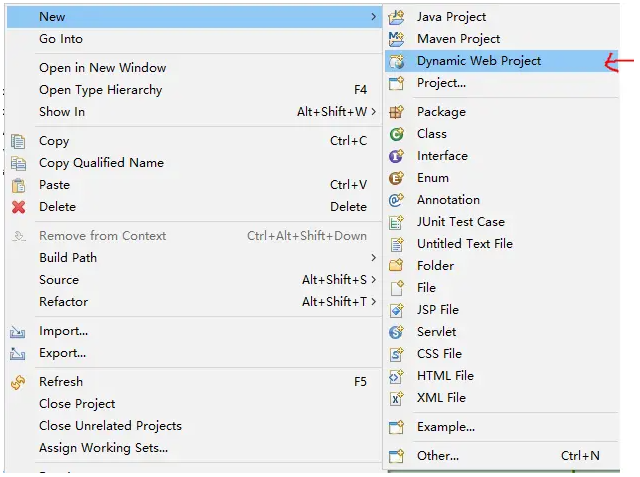 New
Go Into
Open in New Window
Open Type Hierarchy F4
Show In Alt+Shift+W
Copy Ctrl+C
Copy Qualified Name
Paste Ctrl+V
Delete Delete
Remove from Context Ctrl+Alt+Shift+Down
Build Path
Source Alt+Shift+S
Refactor Alt+Shift+T
Import...
Export...
Refresh F5
Close Project
Close Unrelated Projects
Assign Working Sets...
Java Project
Maven Project
Dynamic Web Project
Project...
Package
Class
Interface
Enum
Annotation
JUnit Test Case
Untitled Text File
Folder
File
JSP File
Servlet
CSS File
HTML File
XML File
Example...
Other... Ctrl+N